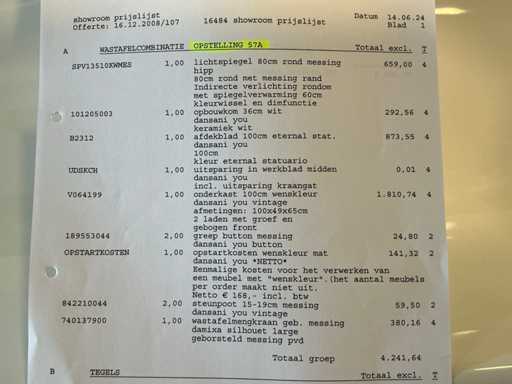 showroom prijslijst 16484 showroom prijslijst Datum 14.06.24
Offerte: 16.12.2008/107 Blad 1
A WASTAFELCOMBINATIE OPSTELLING 57A Totaal excl. T
SPV13510KWMES 1,00 lichtspiegel 80cm rond messing 659,00 4
hipp
80cm rond met messing rand
Indirecte verlichting rondom
met spiegelverwarming 60cm
kleurwissel en dimfunctie
101205003 1,00 opbouwkom 36cm wit 292,56 4
dansani you
keramiek wit
B2312 1,00 afdekblad 100cm eternal stat. 873,55 4
dansani you
100cm
kleur eternal statuario
UDSKCH 1,00 uitsparing in werkblad midden 0,01 4
dansani you
incl. uitsparing kraangat
V064199 1,00 onderkast 100cm wenskleur 1.810,74 4
dansani you vintage
afmetingen: 100x49x65cm
2 laden met groef en
gebogen front
189553044 2,00 greep button messing 24,80 2
dansani you button
OPSTARTKOSTEN 1,00 opstartkosten wenskleur mat 141,32 2
dansani you *NETTO*
Eenmalige kosten voor het verwerken van
een meubel met "wenskleur".(het aantal meubels
per order maakt niet uit.
Netto € 168,- incl. btw
842210044 2,00 steunpoot 15-19cm messing 59,50 2
dansani you vintage
740137900 1,00 wastafelmengkraan geb. messing 380,16 4
damixa silhouet large
geborsteld messing pvd
Totaal groep 4.241,64
B TEGELS Totaal excl. T